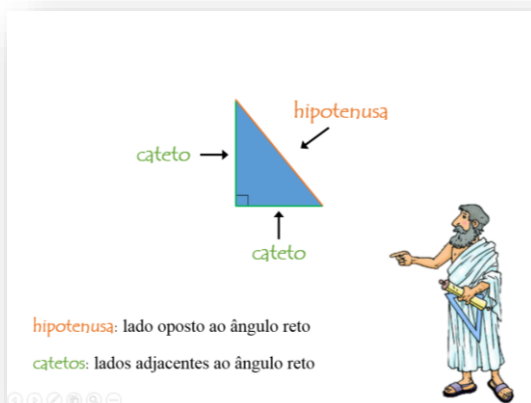 hipotenusa
cateto
cateto
hipotenusa: lado oposto ao ângulo reto
catetos: lados adjacentes ao ângulo reto